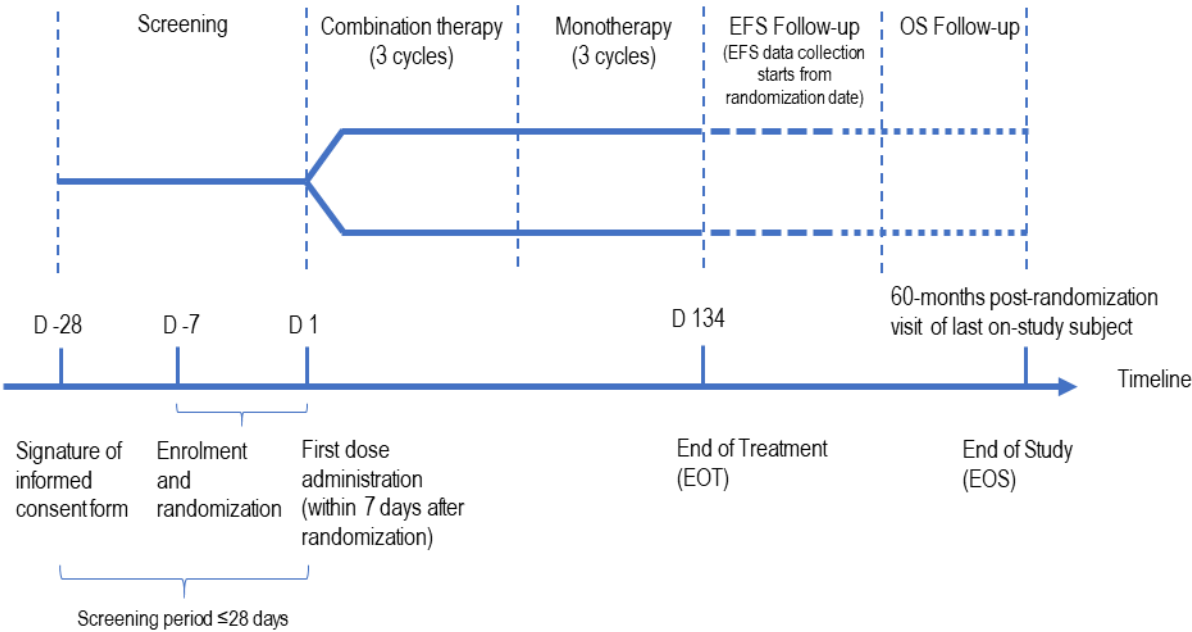 Screening
Combination therapy
(3 cycles)
Monotherapy
(3 cycles)
EFS Follow-up
(EFS data collection
starts from
randomization date)
OS Follow-up
D -28
D -7
D 1
D 134
60-months post-randomization
visit of last on-study subject
Timeline
Signature of
informed
consent form
Enrolment
and
randomization
First dose
administration
(within 7 days after
randomization)
End of Treatment
(EOT)
End of Study
(EOS)
Screening period ≤28 days